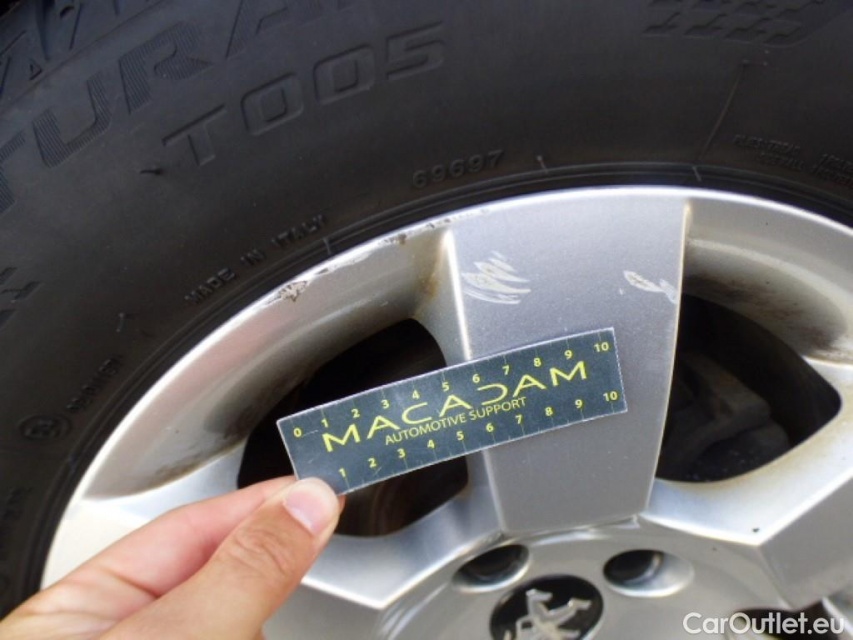 TURA
T005
69697
MADE IN ITALY
0 1 2 3 4 5 6 7 8 9 10
MACADAM
AUTOMOTIVE SUPPORT
1 2 3 4 5 6 7 8 9 10
CarOutlet.eu